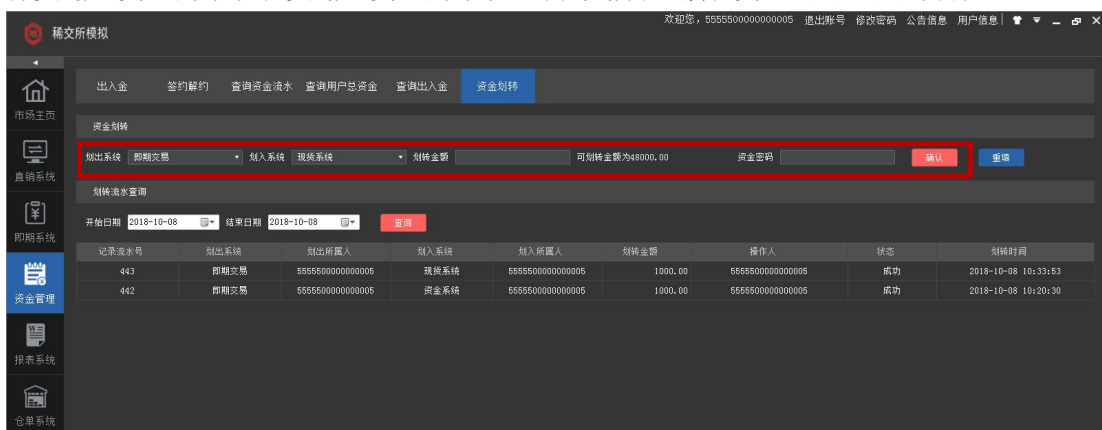 稀交所模拟
欢迎您，5555500000000005 退出账号 修改密码 公告信息 用户信息
市场主页
直销系统
即期系统
资金管理
报表系统
仓单系统
出入金 签约解约 查询资金流水 查询用户总资金 查询出入金 资金划转
资金划转
划出系统 即期交易 划入系统 现货系统 划转金额 可划转金额为48000.00 资金密码 确认 重填
划转流水查询
开始日期 2018-10-08 结束日期 2018-10-08 查询
记录流水号 划出系统 划出所属人 划入系统 划入所属人 划转金额 操作人 状态 划转时间
443 即期交易 5555500000000005 现货系统 5555500000000005 1000.00 5555500000000005 成功 2018-10-08 10:33:53
442 即期交易 5555500000000005 资金系统 5555500000000005 1000.00 5555500000000005 成功 2018-10-08 10:20:30